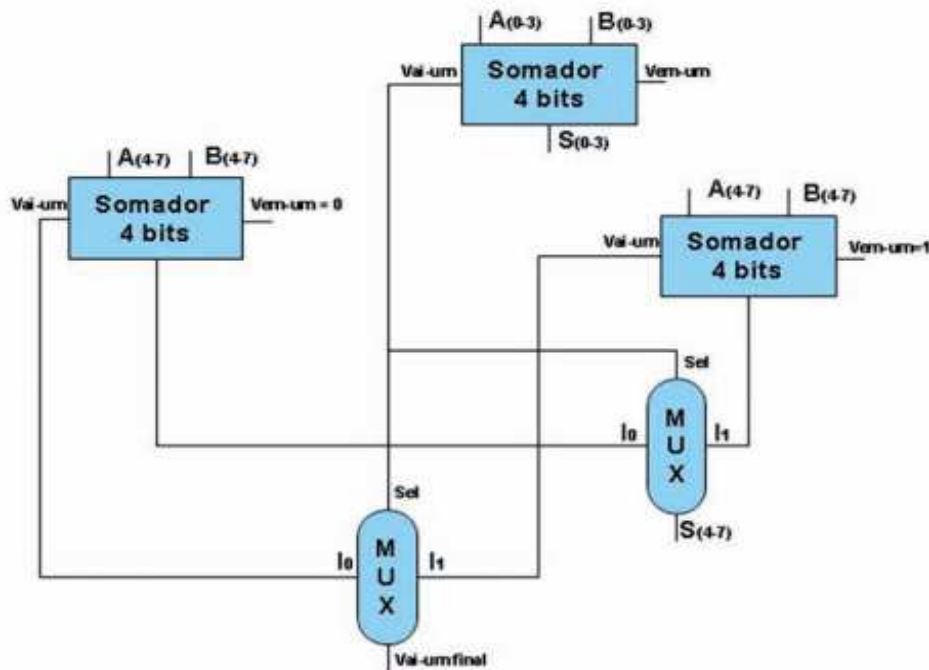 A(0-3) B(0-3)
Vai-um
Somador
4 bits
Vem-um
S(0-3)
A(4-7) B(4-7)
Vai-um
Somador
4 bits
Vem-um = 0
A(4-7) B(4-7)
Vai-um
Somador
4 bits
Vem-um=1
Sel
I0
MUX
I1
S(4-7)
Sel
I0
MUX
I1
Vai-um final